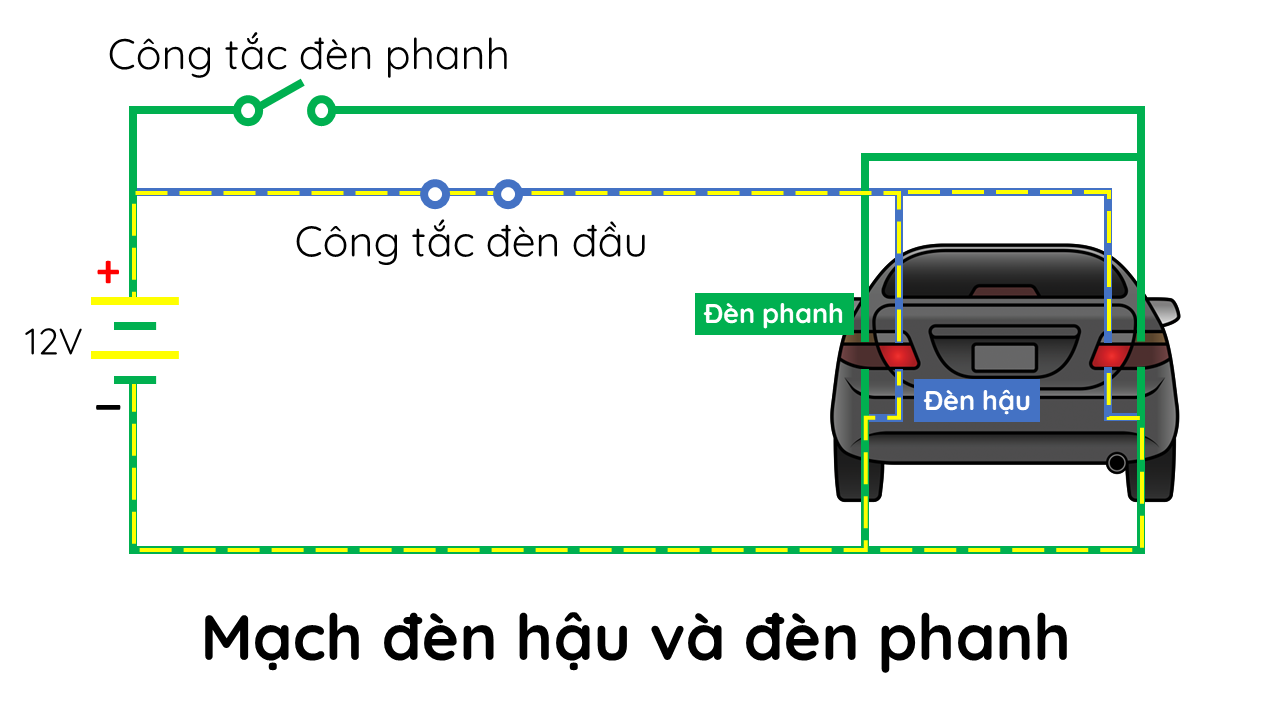 Công tắc đèn phanh
Công tắc đèn đầu
+
12V
Đèn phanh
Đèn hậu
−
Mạch đèn hậu và đèn phanh